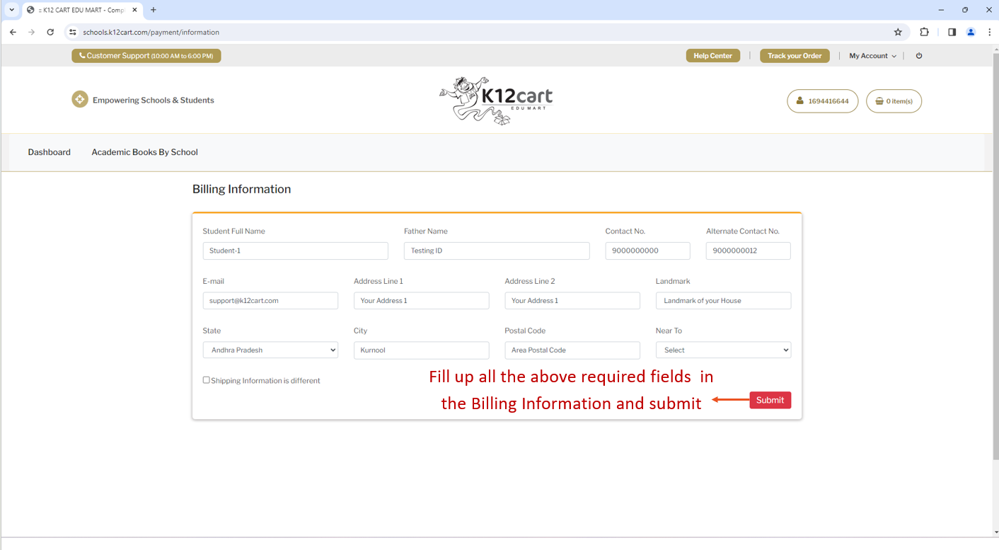 :: K12 CART EDU MART - Comp
schools.k12cart.com/payment/information
Customer Support (10:00 AM to 6:00 PM)
Help Center
Track your Order
My Account
Empowering Schools & Students
K12cart
EDU MART
1694416644
0 item(s)
Dashboard
Academic Books By School
Billing Information
Student Full Name
Father Name
Contact No.
Alternate Contact No.
Student-1
Testing ID
9000000000
9000000012
E-mail
Address Line 1
Address Line 2
Landmark
support@k12cart.com
Your Address 1
Your Address 1
Landmark of your House
State
City
Postal Code
Near To
Andhra Pradesh
Kurnool
Area Postal Code
Select
Shipping Information is different
Fill up all the above required fields in
the Billing Information and submit
Submit